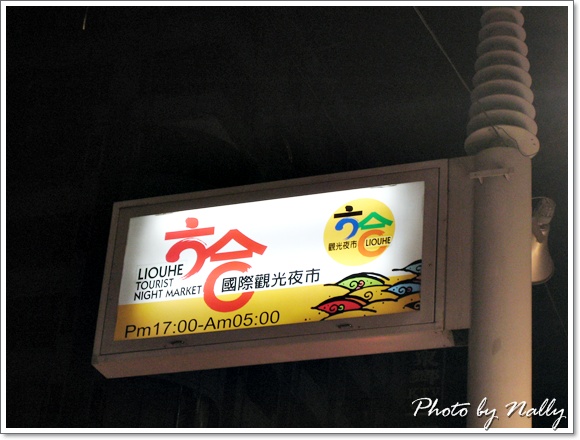 六合
LIOUHE
TOURIST
NIGHT MARKET
國際觀光夜市
Pm17:00-Am05:00
六合
觀光夜市 LIOUHE
Photo by Nally